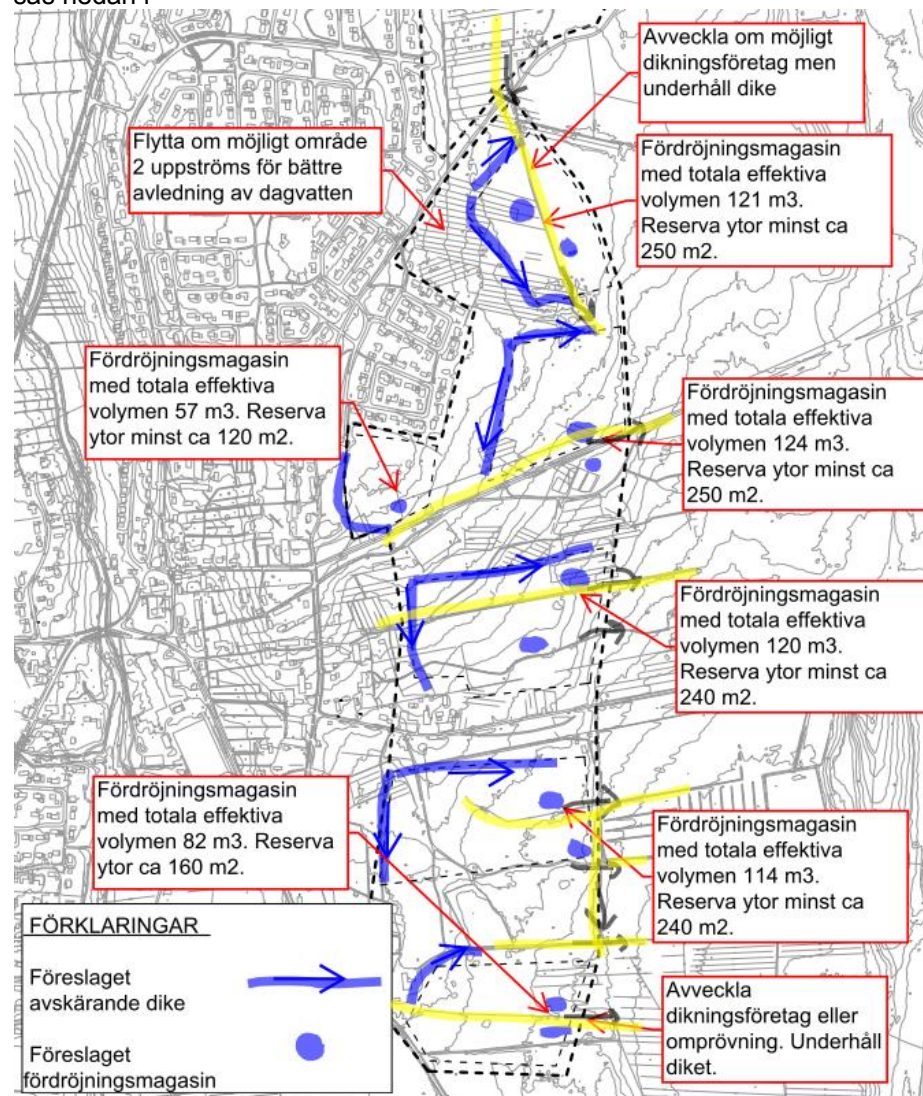 Avveckla om möjligt
dikningsföretag men
underhåll dike
Flytta om möjligt område
2 uppströms för bättre
avledning av dagvatten
Fördröjningsmagasin
med totala effektiva
volymen 121 m3.
Reserva ytor minst ca
250 m2.
Fördröjningsmagasin
med totala effektiva
volymen 57 m3. Reserva
ytor minst ca 120 m2.
Fördröjningsmagasin
med totala effektiva
volymen 124 m3.
Reserva ytor minst ca
250 m2.
Fördröjningsmagasin
med totala effektiva
volymen 120 m3.
Reserva ytor minst ca
240 m2.
Fördröjningsmagasin
med totala effektiva
volymen 82 m3. Reserva
ytor ca 160 m2.
Fördröjningsmagasin
med totala effektiva
volymen 114 m3.
Reserva ytor minst ca
240 m2.
Avveckla
dikningsföretag eller
omprövning. Underhåll
diket.
FÖRKLARINGAR
Föreslaget
avskärande dike
Föreslaget
fördröjningsmagasin